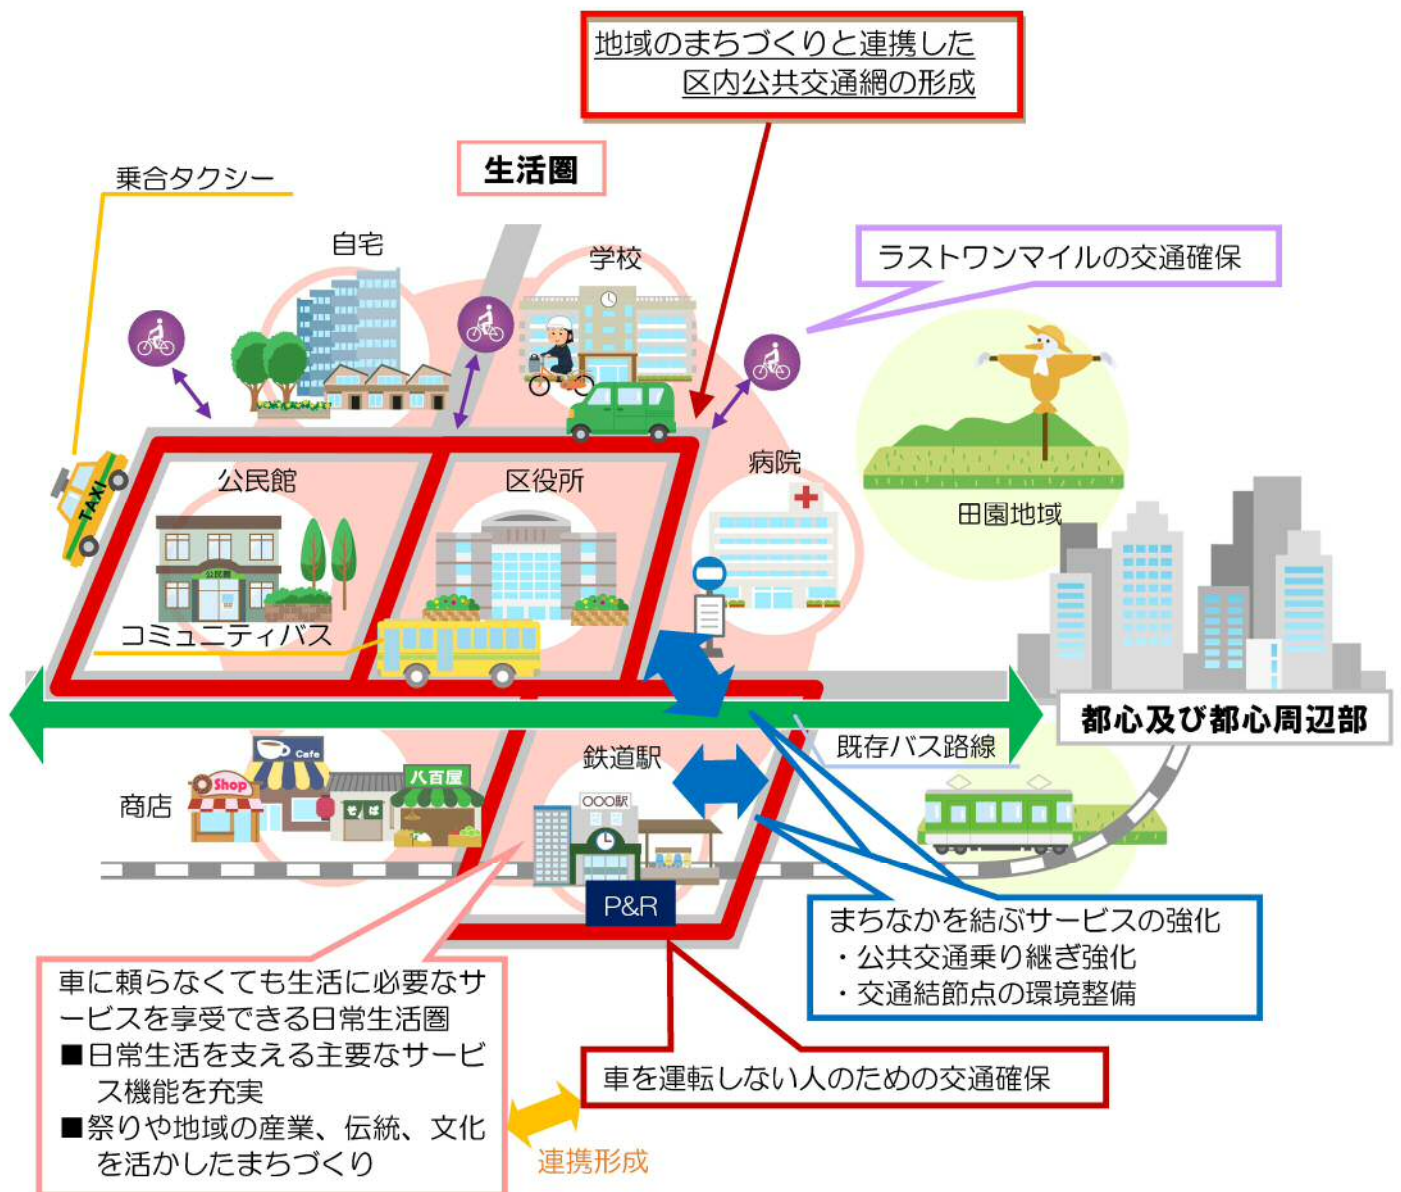 地域のまちづくりと連携した
区内公共交通網の形成
生活圏
乗合タクシー
自宅
学校
ラストワンマイルの交通確保
TAXI
公民館
区役所
病院
田園地域
公民館
コミュニティバス
都心及び都心周辺部
既存バス路線
鉄道駅
商店
Shop
Cafe
そば
八百屋
〇〇〇駅
P&R
まちなかを結ぶサービスの強化
・公共交通乗り継ぎ強化
・交通結節点の環境整備
車に頼らなくても生活に必要なサ
ービスを享受できる日常生活圏
■日常生活を支える主要なサービ
ス機能を充実
■祭りや地域の産業、伝統、文化
を活かしたまちづくり
車を運転しない人のための交通確保
連携形成